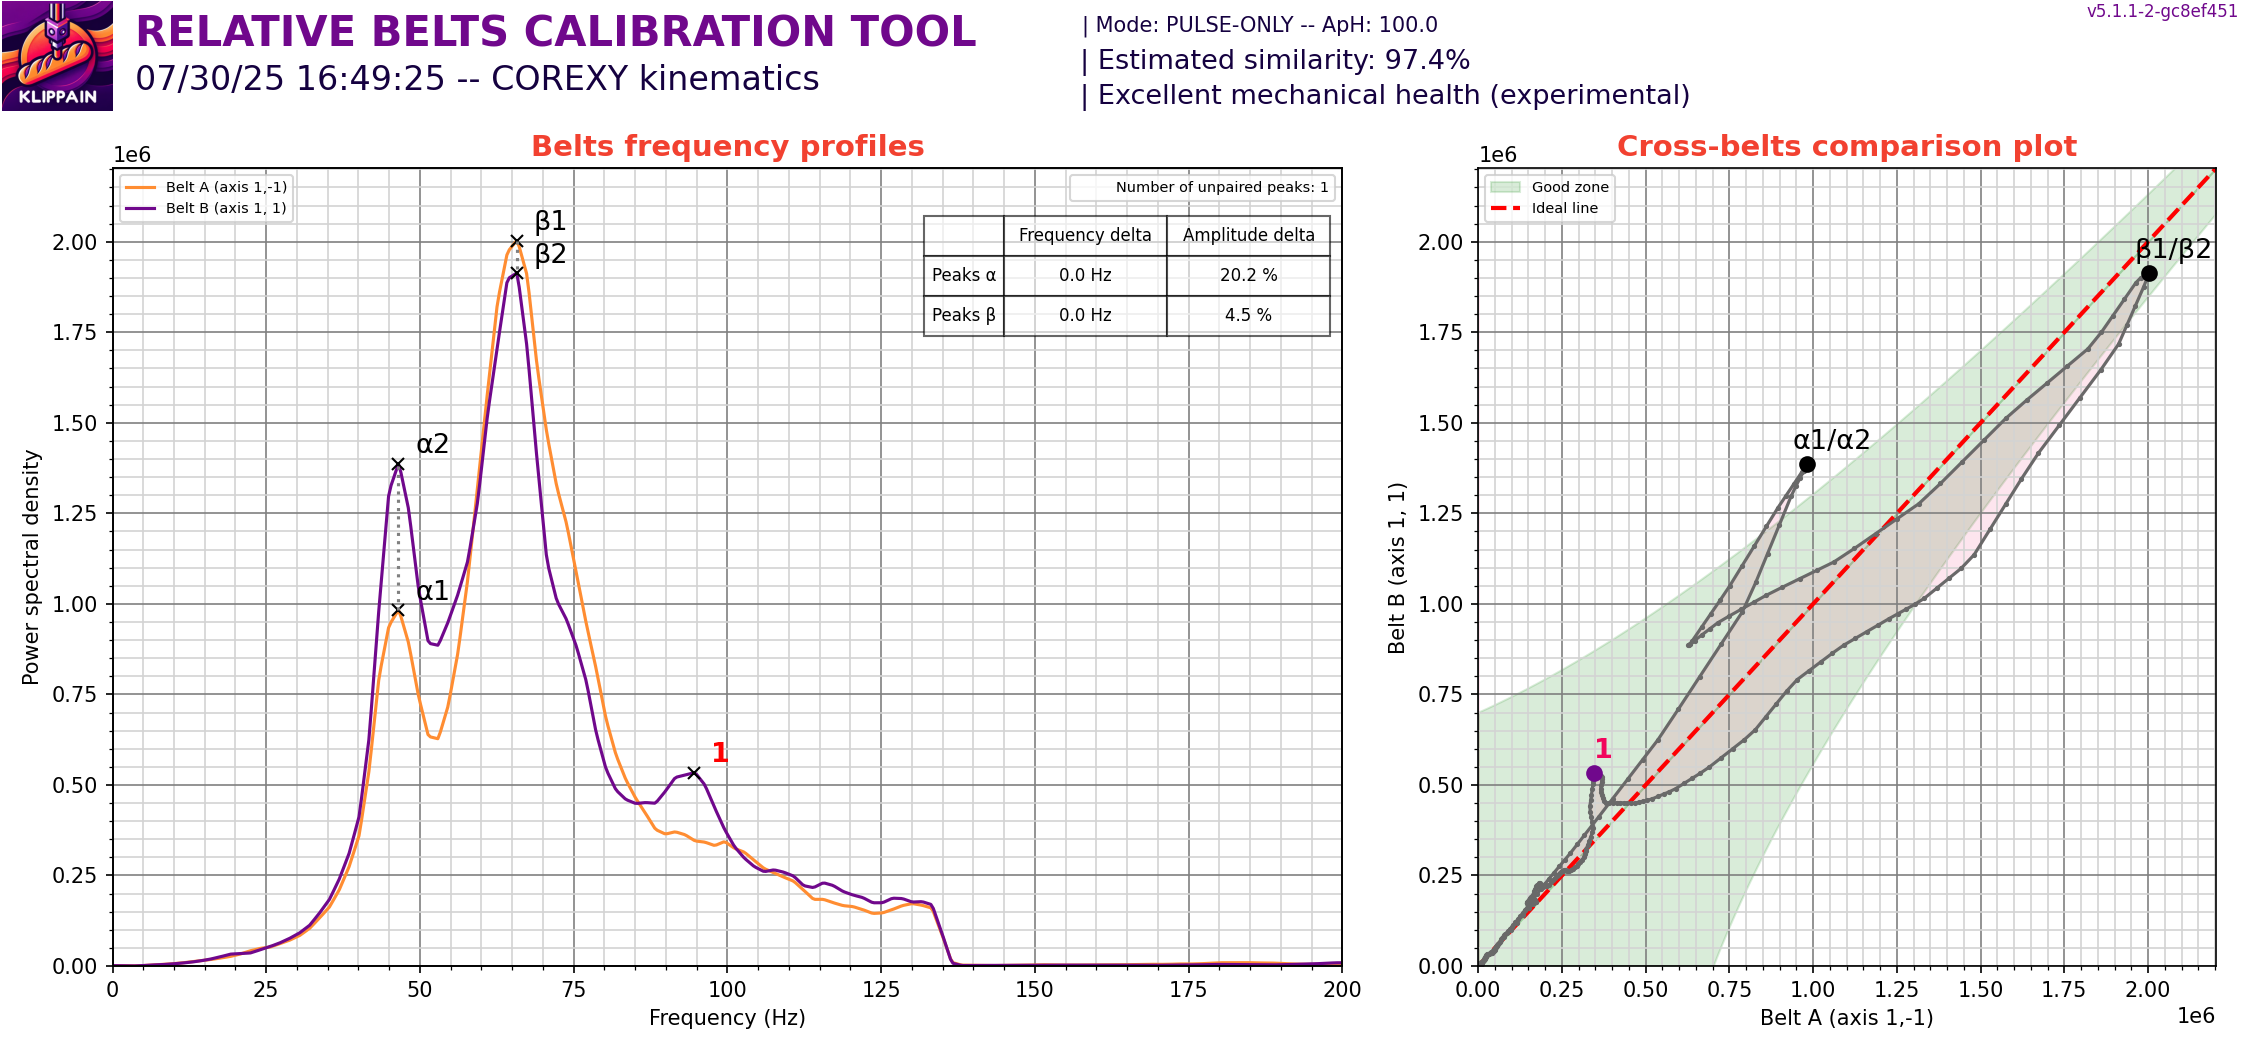 KLIPPAIN
RELATIVE BELTS CALIBRATION TOOL
07/30/25 16:49:25 -- COREXY kinematics
| Mode: PULSE-ONLY -- ApH: 100.0
| Estimated similarity: 97.4%
| Excellent mechanical health (experimental)
v5.1.1-2-gc8ef451
Belts frequency profiles
1e6
Belt A (axis 1,-1)
Belt B (axis 1, 1)
Number of unpaired peaks: 1
Frequency delta Amplitude delta
Peaks α 0.0 Hz 20.2 %
Peaks β 0.0 Hz 4.5 %
β1
β2
α2
α1
1
2.00
1.75
1.50
1.25
1.00
0.75
0.50
0.25
0.00
Power spectral density
0 25 50 75 100 125 150 175 200
Frequency (Hz)
Cross-belts comparison plot
1e6
Good zone
Ideal line
β1/β2
α1/α2
1
2.00
1.75
1.50
1.25
1.00
0.75
0.50
0.25
0.00
Belt B (axis 1, 1)
0.00 0.25 0.50 0.75 1.00 1.25 1.50 1.75 2.00
Belt A (axis 1,-1)
1e6